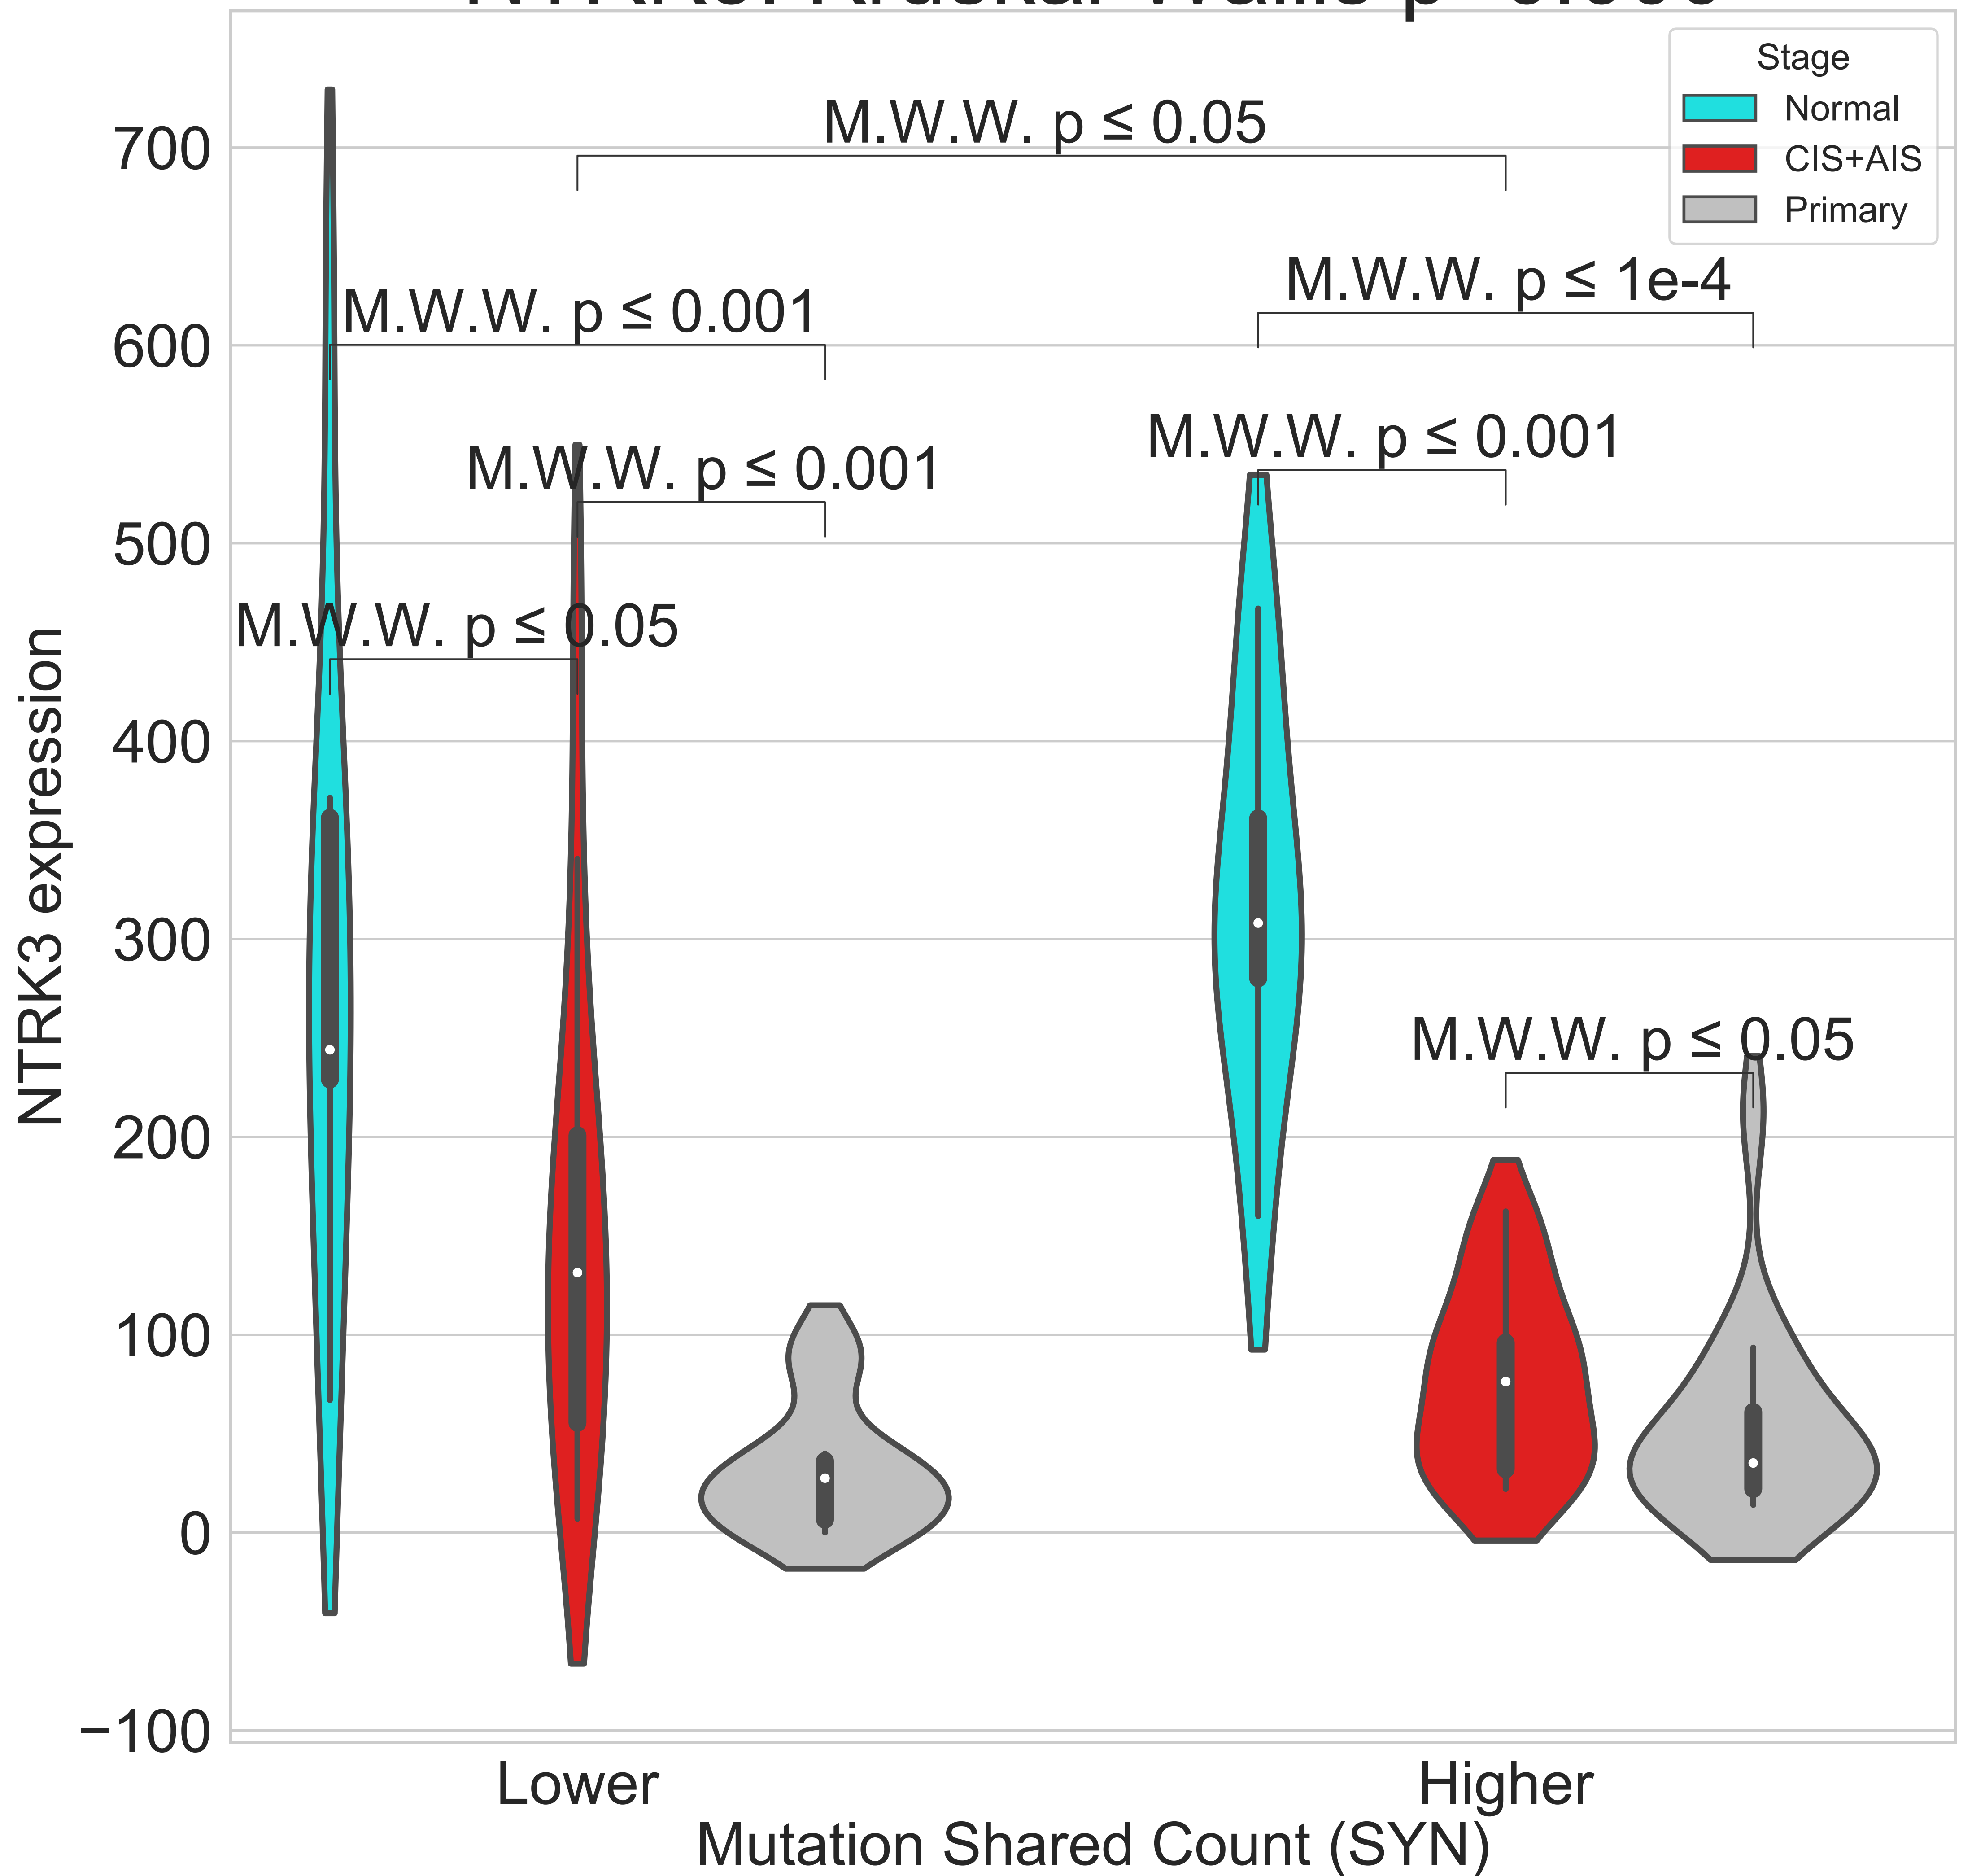 Stage
Normal
CIS+AIS
Primary
M.W.W. p ≤ 0.05
M.W.W. p ≤ 1e-4
M.W.W. p ≤ 0.001
M.W.W. p ≤ 0.001
M.W.W. p ≤ 0.001
M.W.W. p ≤ 0.05
M.W.W. p ≤ 0.05
700
600
500
400
300
200
100
0
−100
NTRK3 expression
Lower
Higher
Mutation Shared Count (SYN)